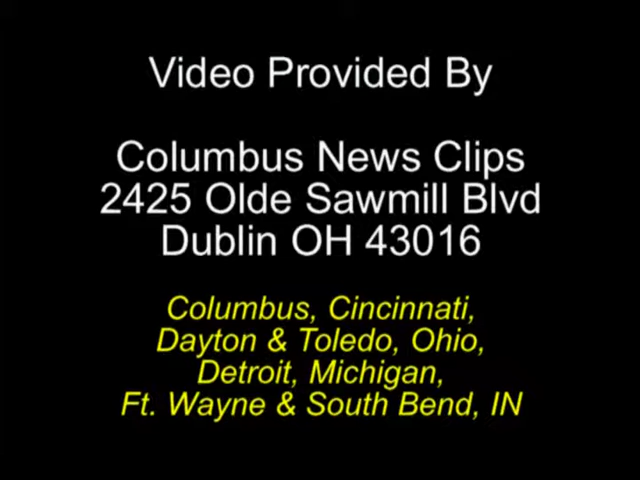 Video Provided By
Columbus News Clips
2425 Olde Sawmill Blvd
Dublin OH 43016
Columbus, Cincinnati,
Dayton & Toledo, Ohio,
Detroit, Michigan,
Ft. Wayne & South Bend, IN